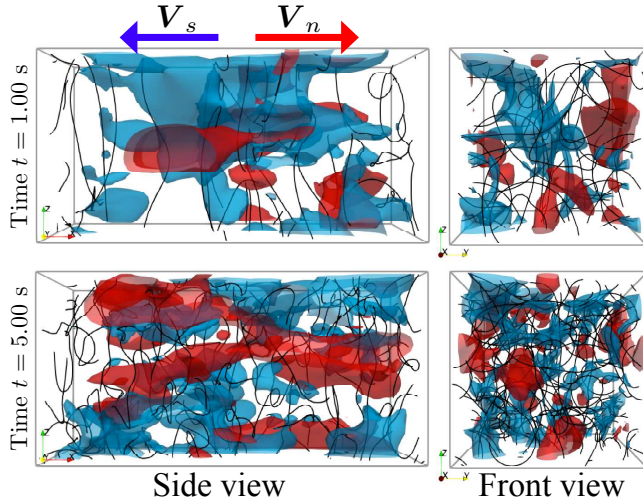 V_s V_n
Time t = 1.00 s
Z
Y X
Z
X Y
Time t = 5.00 s
Z
X Y
Side view Front view